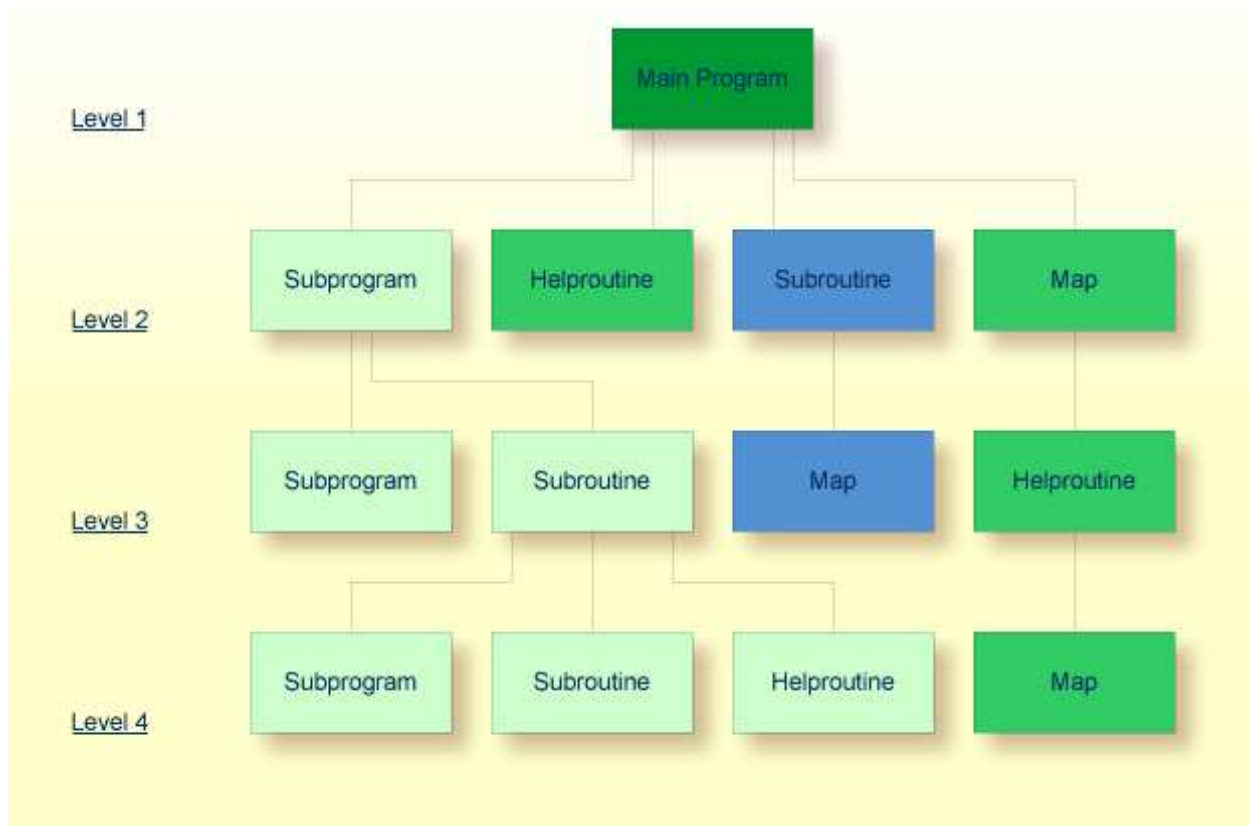 Main Program
Level 1
Subprogram
Helproutine
Subroutine
Map
Level 2
Subprogram
Subroutine
Map
Helproutine
Level 3
Subprogram
Subroutine
Helproutine
Map
Level 4